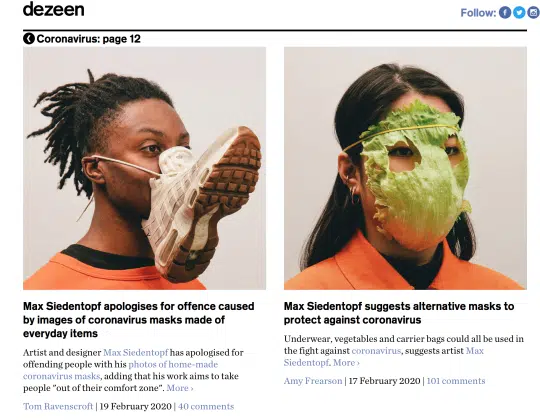 dezeen
Follow:
Coronavirus: page 12
Max Siedentopf apologises for offence caused
by images of coronavirus masks made of
everyday items
Artist and designer Max Siedentopf has apologised for
offending people with his photos of home-made
coronavirus masks, adding that his work aims to take
people "out of their comfort zone". More ›
Tom Ravenscroft | 19 February 2020 | 40 comments
Max Siedentopf suggests alternative masks to
protect against coronavirus
Underwear, vegetables and carrier bags could all be used in
the fight against coronavirus, suggests artist Max
Siedentopf. More ›
Amy Frearson | 17 February 2020 | 101 comments